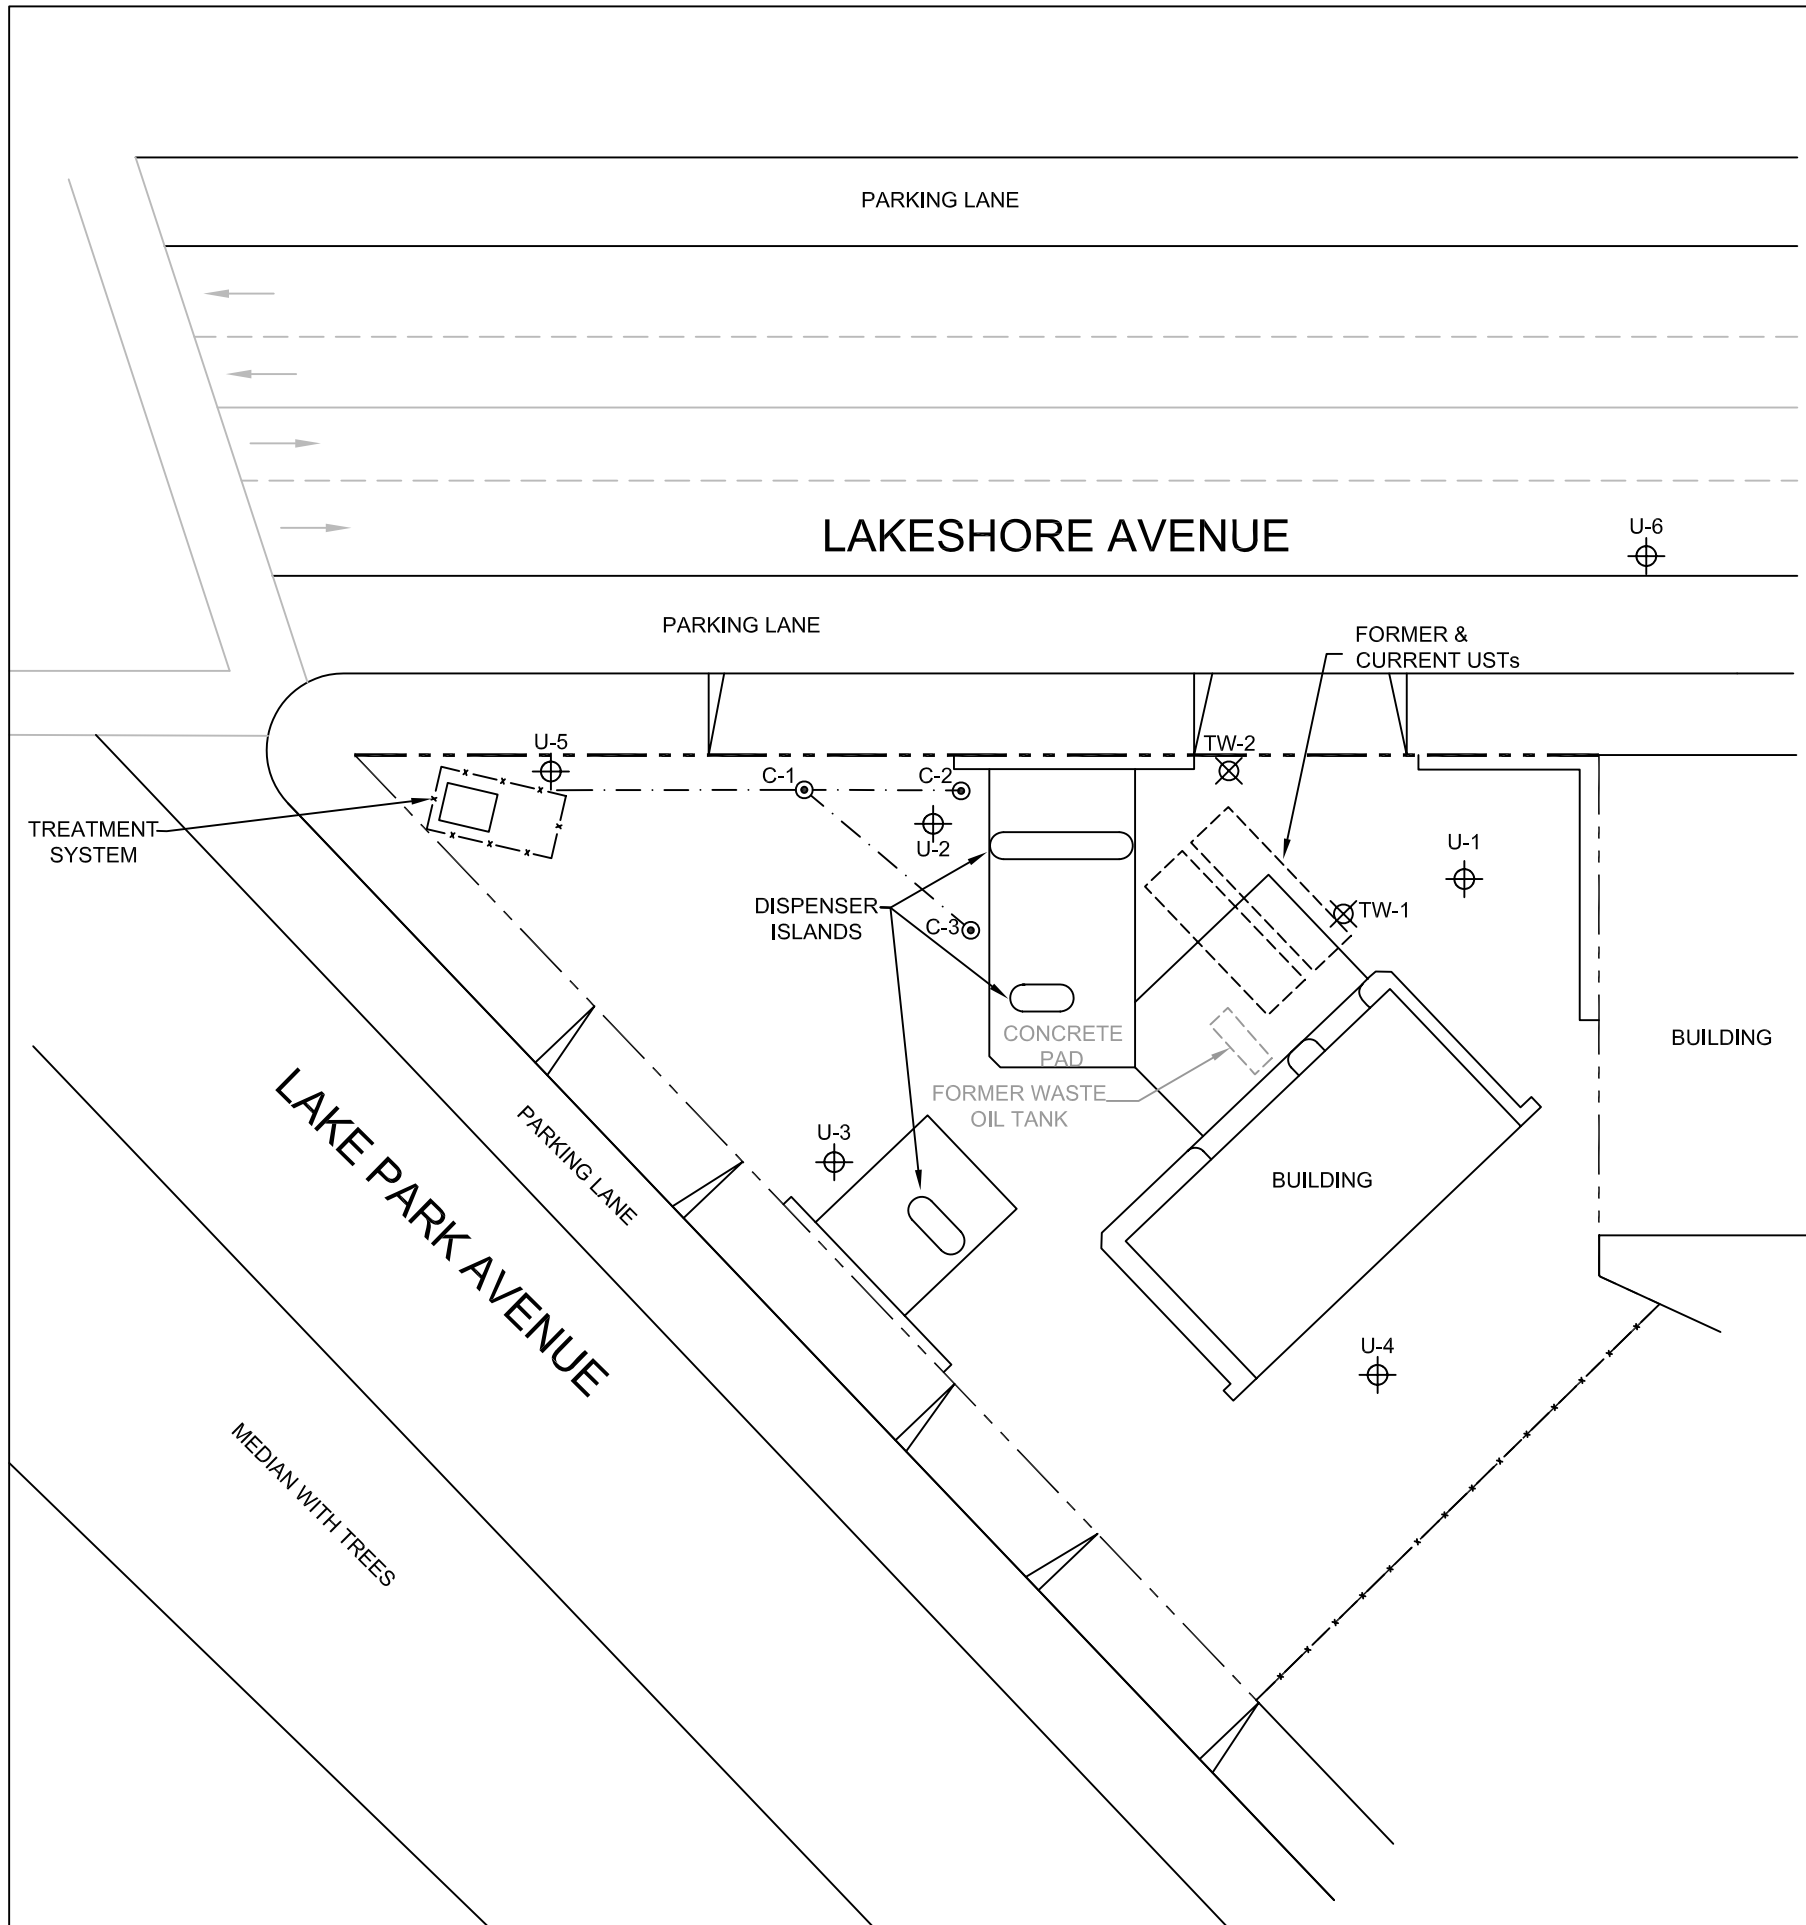 PARKING LANE
LAKESHORE AVENUE
U-6
PARKING LANE
FORMER &
CURRENT USTs
U-5
TW-2
C-1
C-2
TREATMENT
SYSTEM
U-2
U-1
DISPENSER
ISLANDS
C-3
TW-1
CONCRETE
PAD
BUILDING
FORMER WASTE
OIL TANK
LAKE PARK AVENUE
PARKING LANE
U-3
BUILDING
U-4
MEDIAN WITH TREES